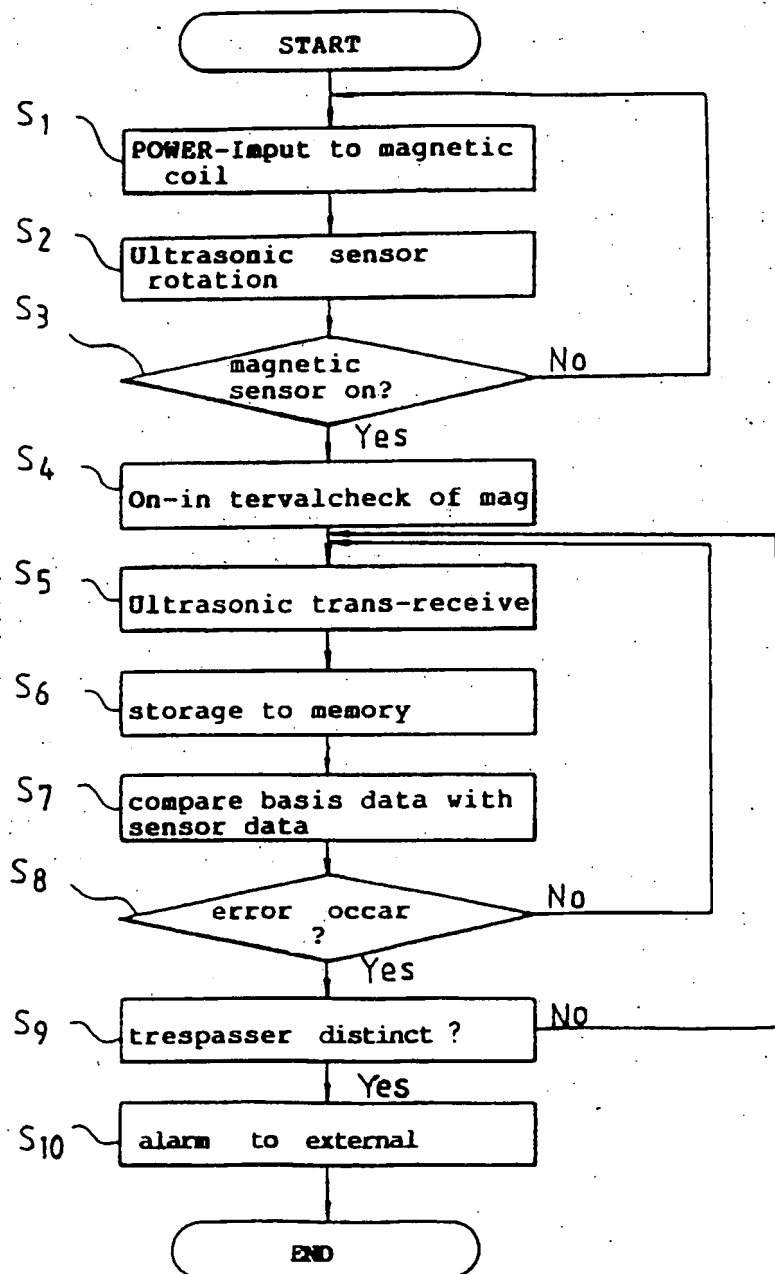 START
S1
POWER-Imput to magnetic
coil
S2
Ultrasonic sensor
rotation
S3
magnetic
sensor on?
No
Yes
S4
On-in tervalcheck of mag
S5
Ultrasonic trans-receive
S6
storage to memory
S7
compare basis data with
sensor data
S8
error occar
?
No
Yes
S9
trespasser distinct ?
No
Yes
S10
alarm to external
END